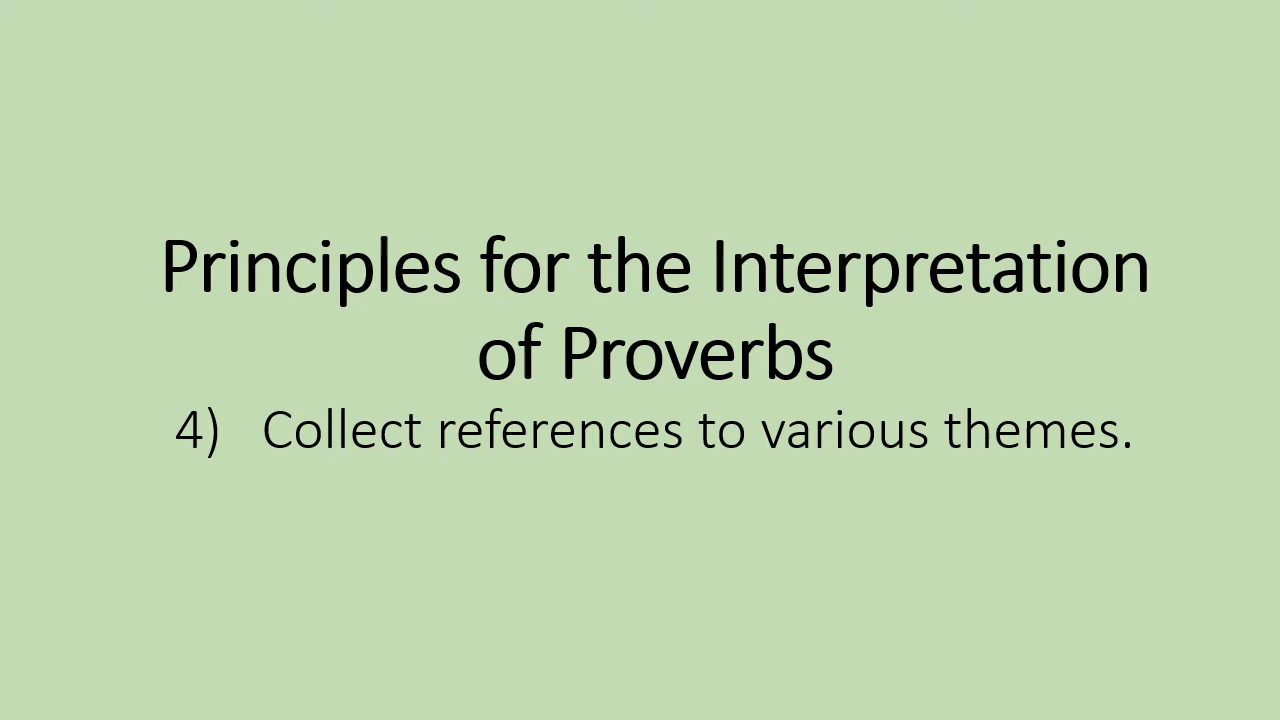 Principles for the Interpretation
of Proverbs
4) Collect references to various themes.